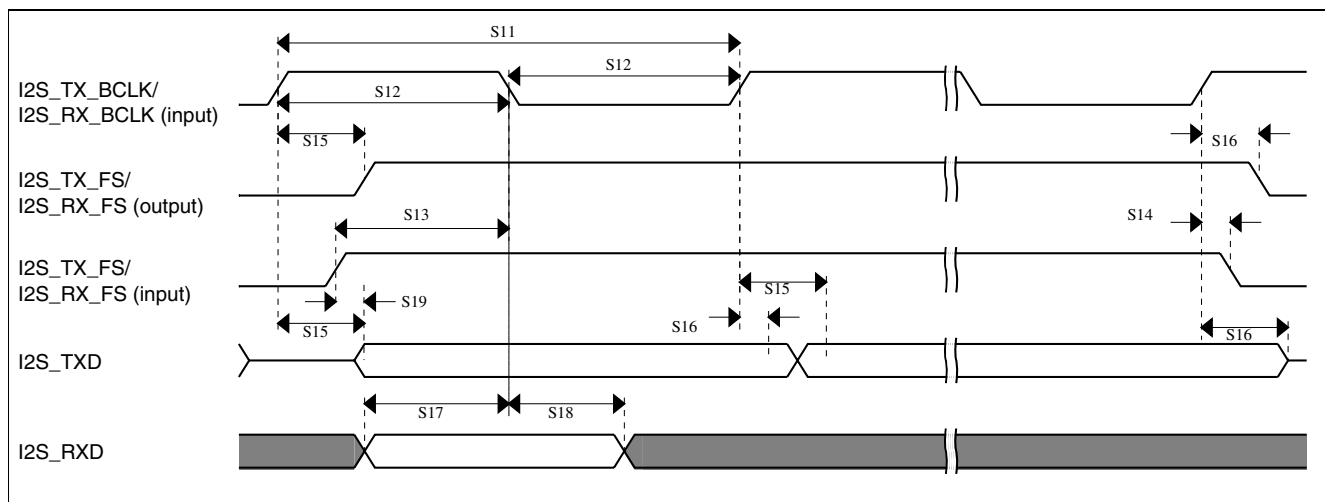 S11
S12
I2S_TX_BCLK/
I2S_RX_BCLK (input)
S12
S15
S16
I2S_TX_FS/
I2S_RX_FS (output)
S13
S14
I2S_TX_FS/
I2S_RX_FS (input)
S15
S19
S15
S16
S16
I2S_TXD
S17
S18
I2S_RXD